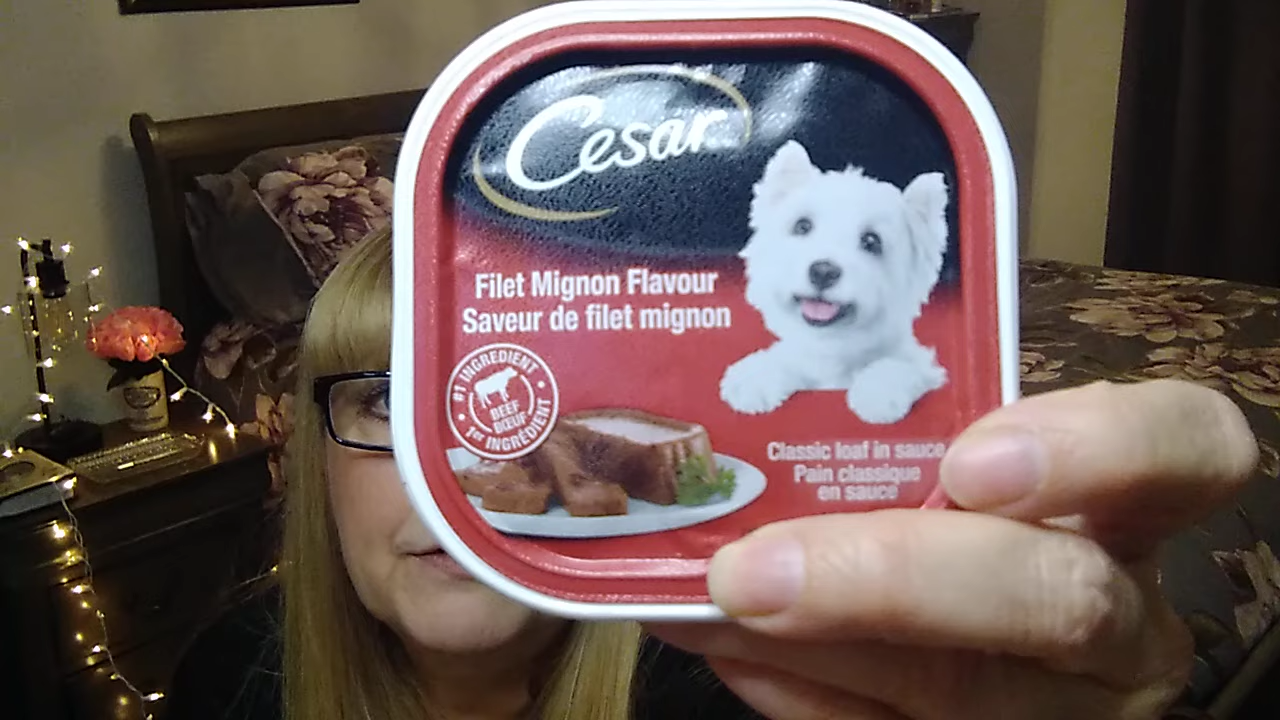 Cesar
Filet Mignon Flavour
Saveur de filet mignon
#1 INGREDIENT
BEEF
BŒUF
1er INGRÉDIENT
Classic loaf in sauce
Pain classique
en sauce